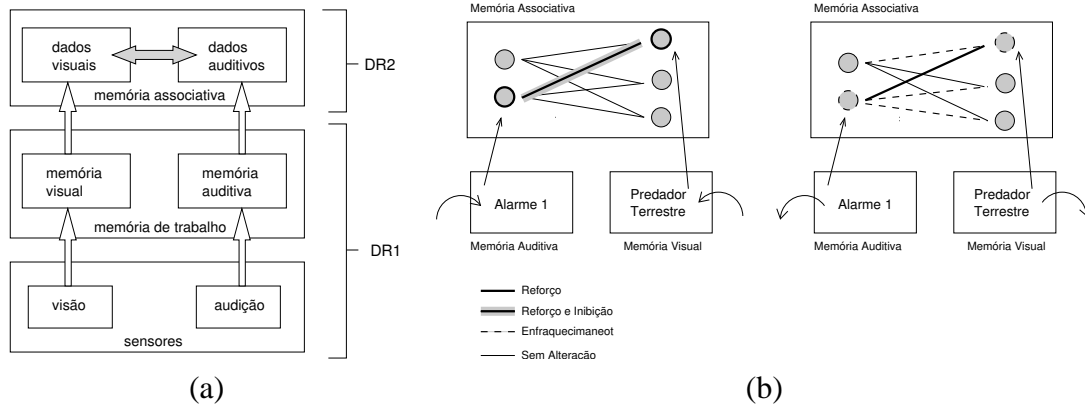 dados
visuais
dados
auditivos
memória associativa
DR2
memória
visual
memória
auditiva
memória de trabalho
DR1
visão
audição
sensores
(a)
Memória Associativa
Alarme 1
Predador
Terrestre
Memória Auditiva
Memória Visual
Memória Associativa
Alarme 1
Predador
Terrestre
Memória Auditiva
Memória Visual
Reforço
Reforço e Inibição
Enfraquecimaneot
Sem Alteracão
(b)